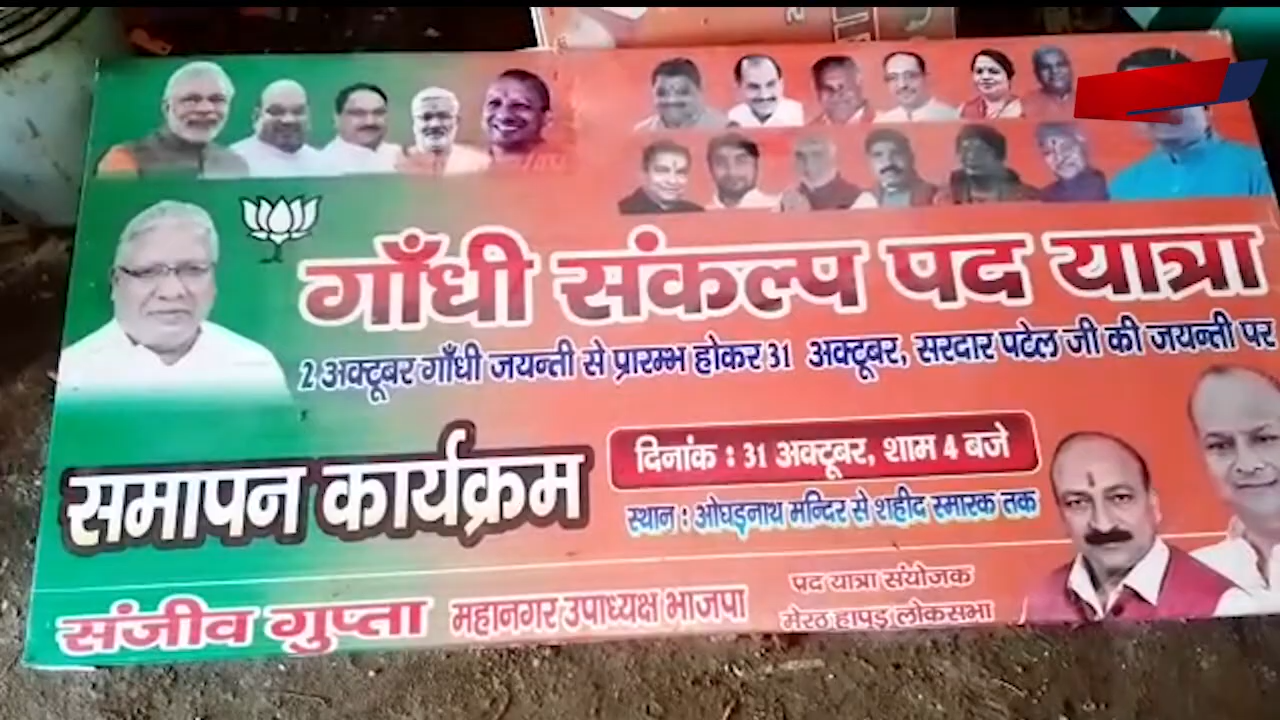 गाँधी संकल्प पद यात्रा
2 अक्टूबर गाँधी जयन्ती से प्रारम्भ होकर 31 अक्टूबर, सरदार पटेल जी की जयन्ती पर
समापन कार्यक्रम
दिनांक : 31 अक्टूबर, शाम 4 बजे
स्थान : ओघड़नाथ मन्दिर से शहीद स्मारक तक
संजीव गुप्ता महानगर उपाध्यक्ष भाजपा
पद यात्रा संयोजक
मेरठ हापड़ लोकसभा